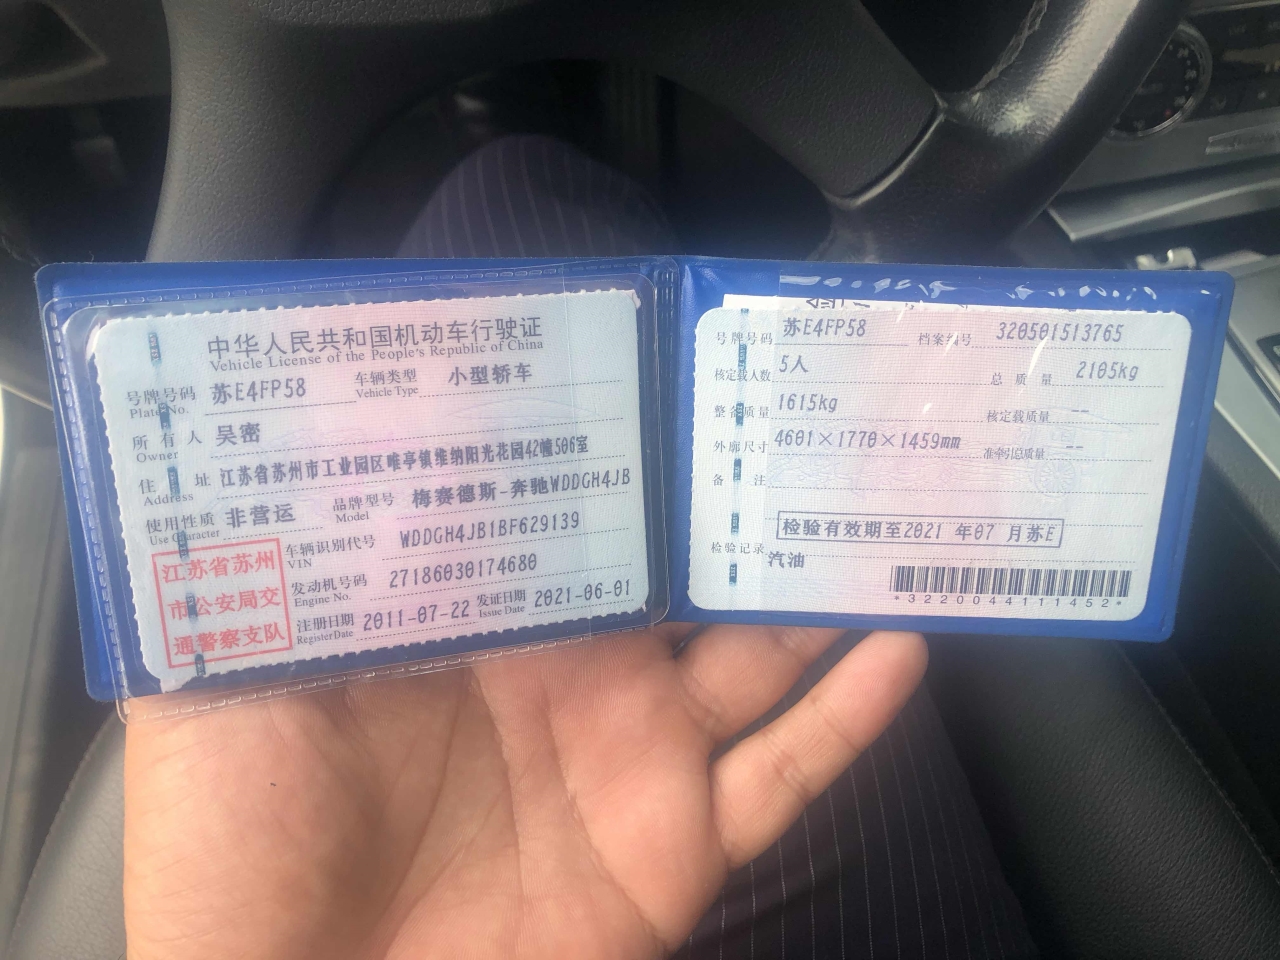 中华人民共和国机动车行驶证
Vehicle License of the People's Republic of China
号牌号码 苏E4FP58 车辆类型 小型轿车
Plate No. Vehicle Type
所有人 吴密
Owner
住址 江苏省苏州市工业园区唯亭镇维纳阳光花园42幢506室
Address
使用性质 非营运 品牌型号 梅赛德斯-奔驰WDDGH4JB
Use Character Model
江苏省苏州
市公安局交
通警察支队
车辆识别代号 WDDGH4JB1BF629139
VIN
发动机号码 27186030174680
Engine No.
注册日期 2011-07-22 发证日期 2021-06-01
Register Date Issue Date
号牌号码 苏E4FP58 档案编号 320501513765
核定载人数 5人 总质量 2105kg
整备质量 1615kg 核定载质量 --
外廓尺寸 4601×1770×1459mm 准牵引总质量 --
备注
检验有效期至2021 年07 月苏E
检验记录
汽油
*3220044111452*